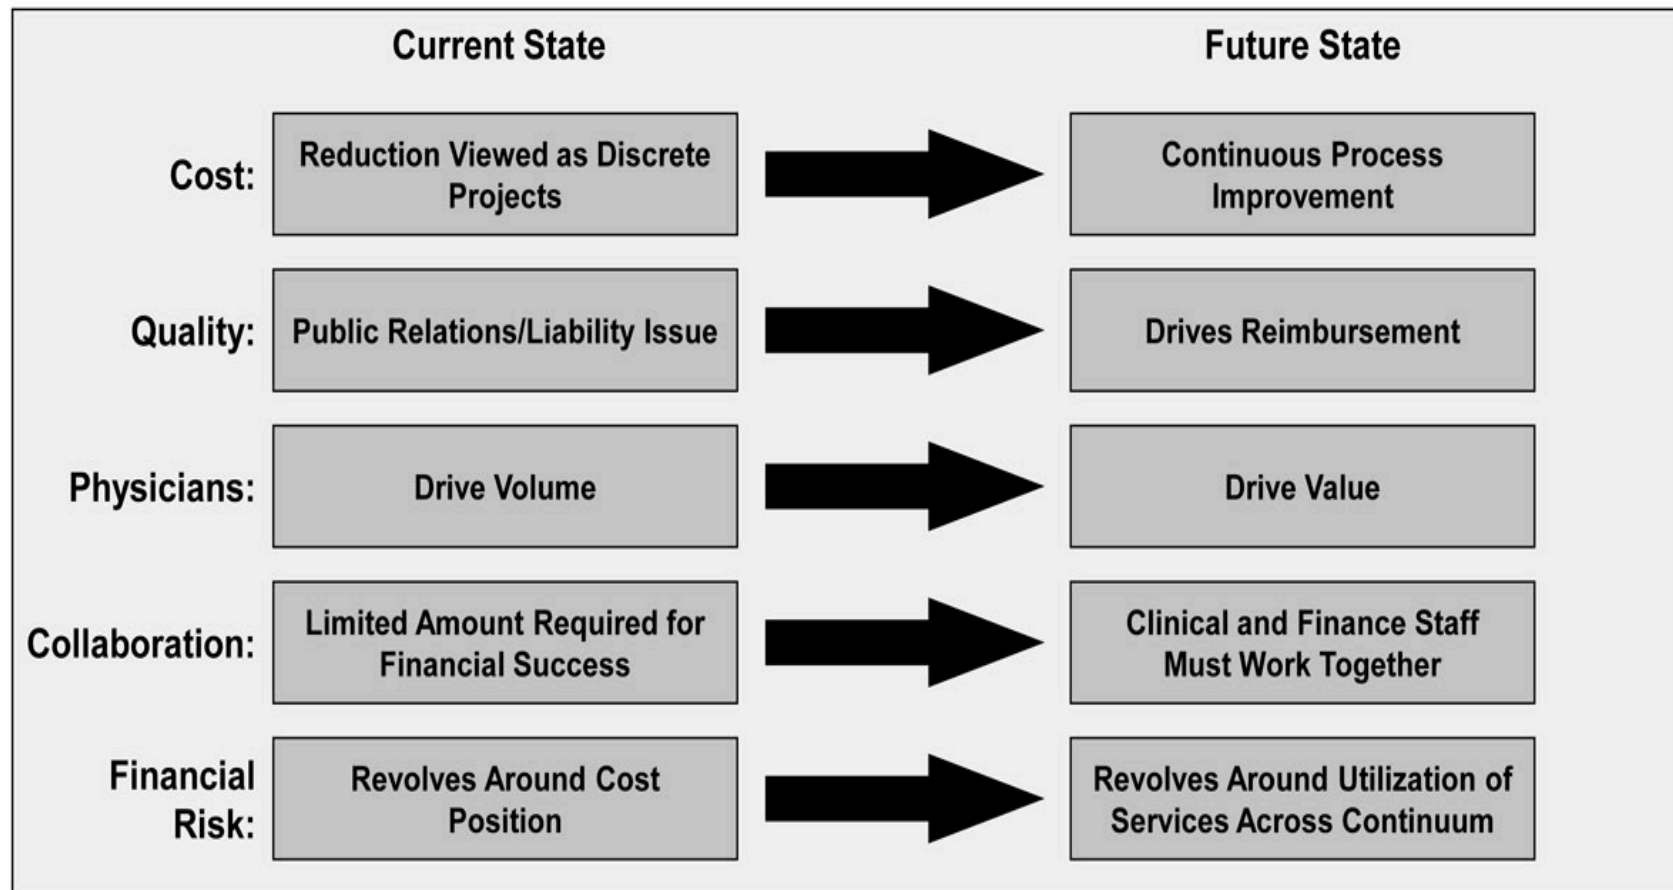 Current State
Future State
Cost:
Reduction Viewed as Discrete
Projects
Continuous Process
Improvement
Quality:
Public Relations/Liability Issue
Drives Reimbursement
Physicians:
Drive Volume
Drive Value
Collaboration:
Limited Amount Required for
Financial Success
Clinical and Finance Staff
Must Work Together
Financial
Risk:
Revolves Around Cost
Position
Revolves Around Utilization of
Services Across Continuum